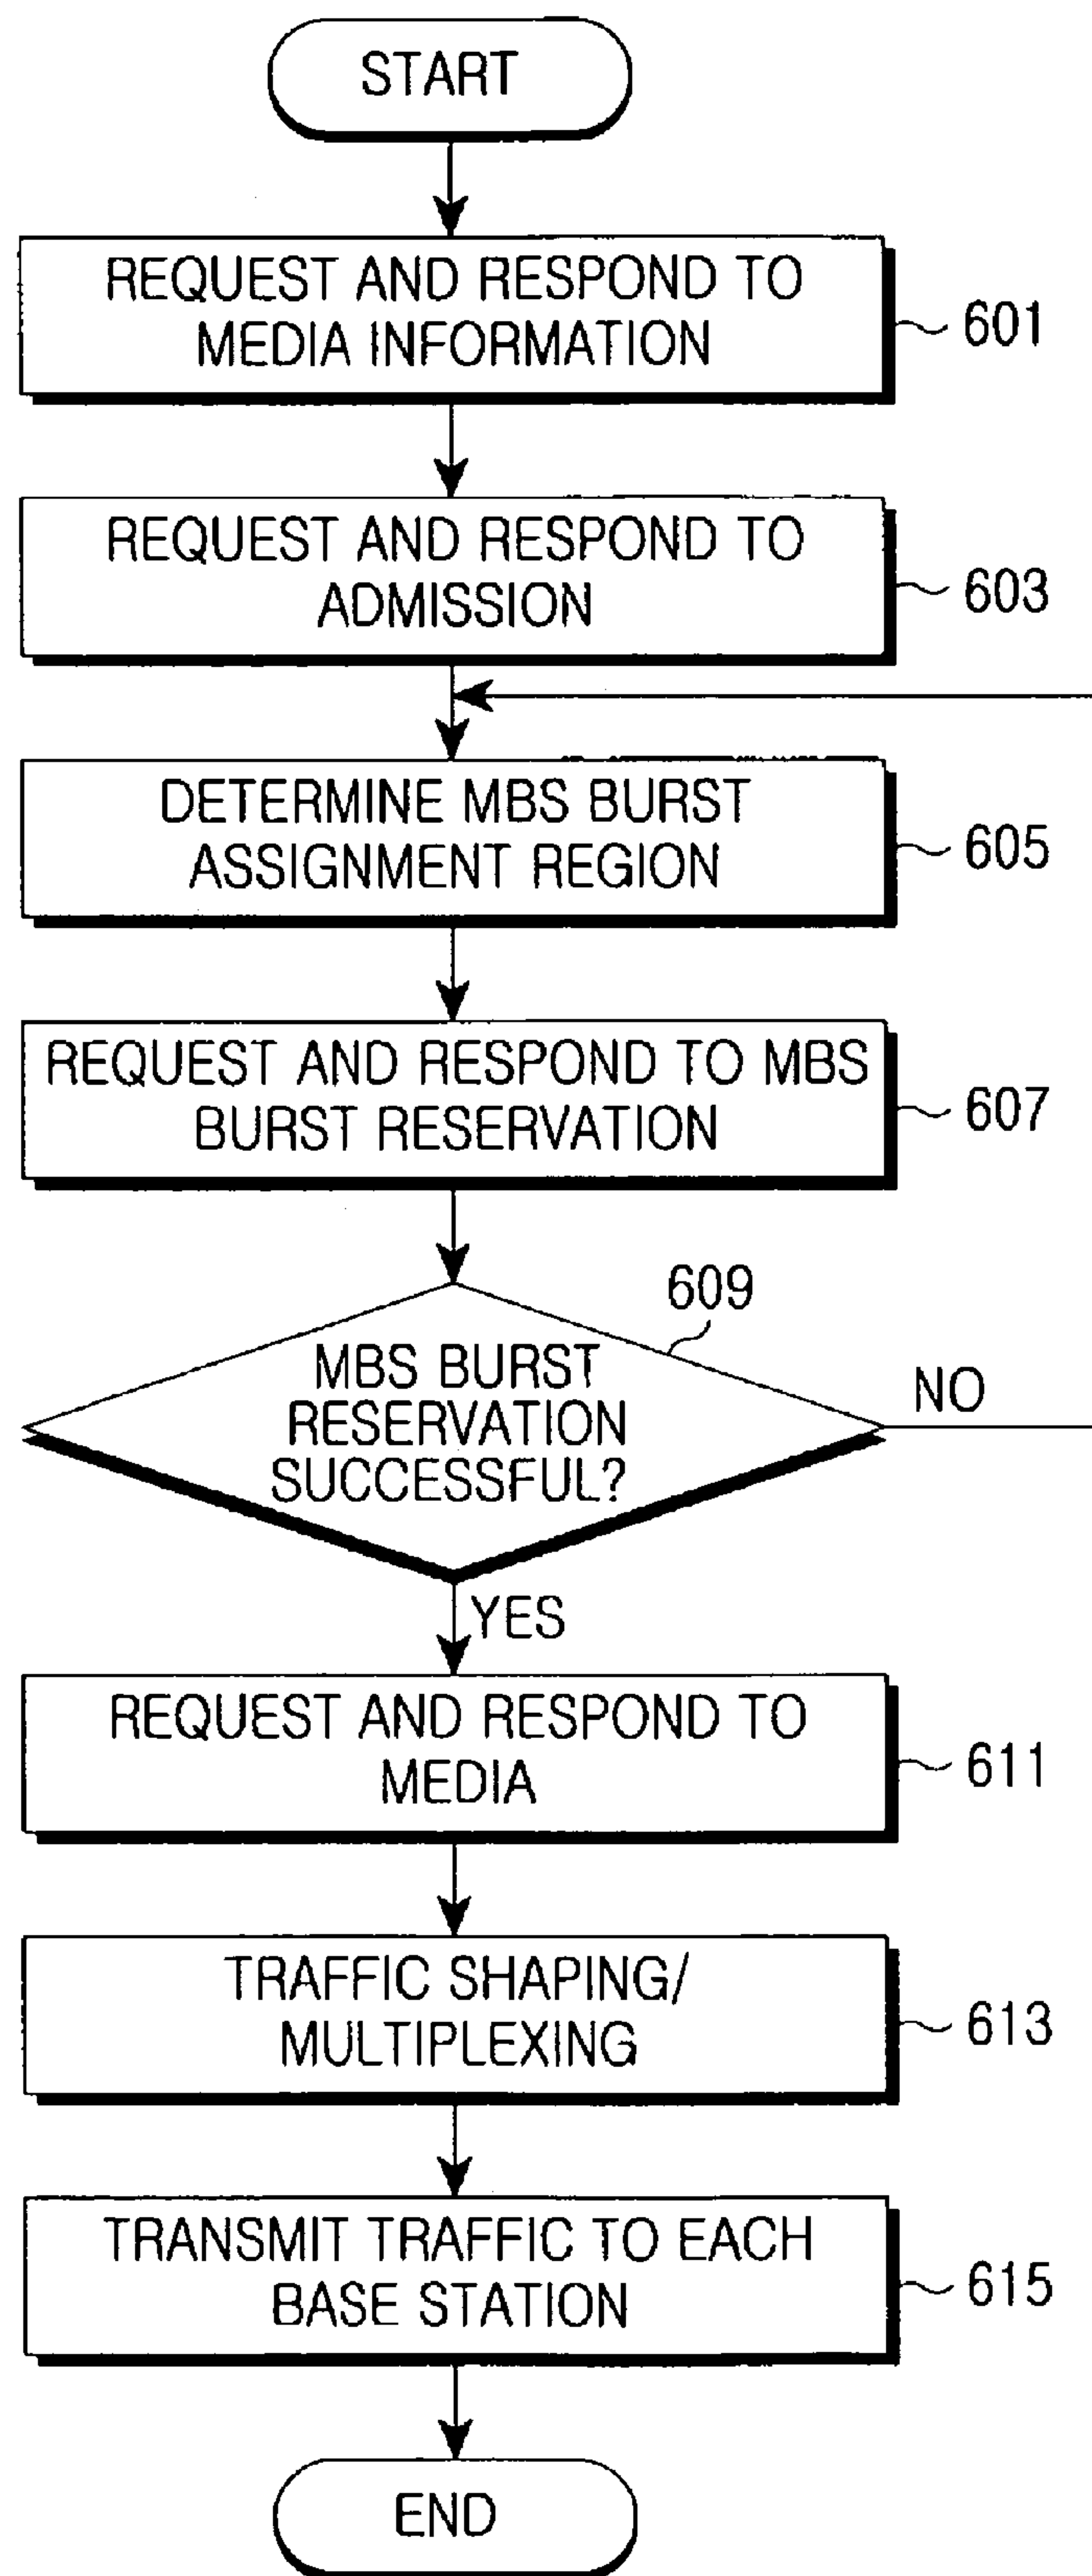 START
REQUEST AND RESPOND TO
MEDIA INFORMATION
601
REQUEST AND RESPOND TO
ADMISSION
603
DETERMINE MBS BURST
ASSIGNMENT REGION
605
REQUEST AND RESPOND TO MBS
BURST RESERVATION
607
609
MBS BURST
RESERVATION
SUCCESSFUL?
NO
YES
REQUEST AND RESPOND TO
MEDIA
611
TRAFFIC SHAPING/
MULTIPLEXING
613
TRANSMIT TRAFFIC TO EACH
BASE STATION
615
END